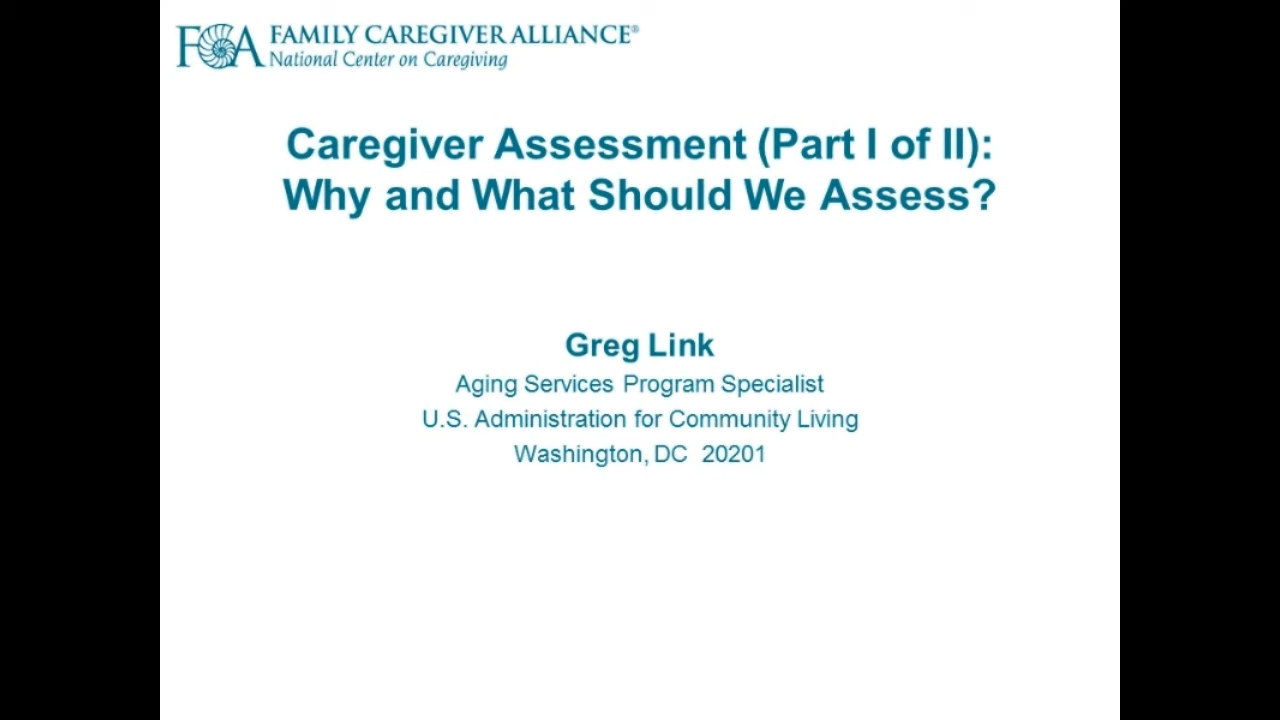 FCA FAMILY CAREGIVER ALLIANCE®
National Center on Caregiving
Caregiver Assessment (Part I of II):
Why and What Should We Assess?
Greg Link
Aging Services Program Specialist
U.S. Administration for Community Living
Washington, DC 20201